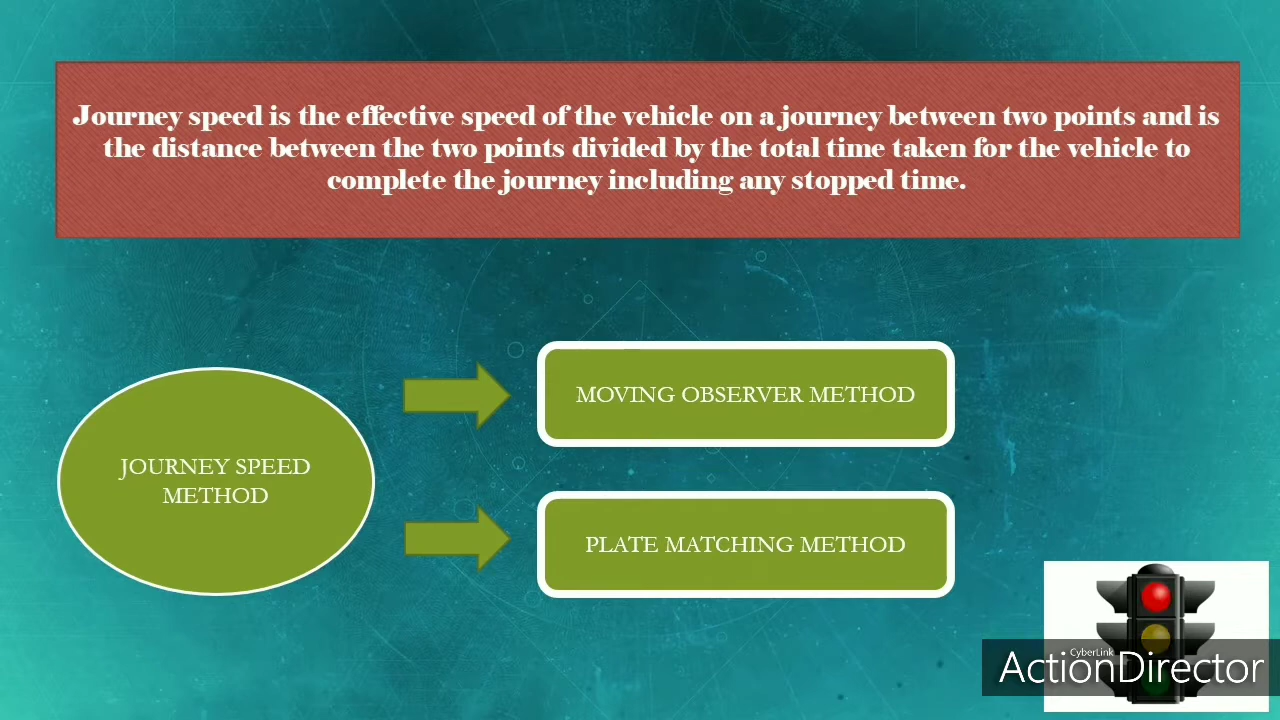 Journey speed is the effective speed of the vehicle on a journey between two points and is
the distance between the two points divided by the total time taken for the vehicle to
complete the journey including any stopped time.
JOURNEY SPEED
METHOD
MOVING OBSERVER METHOD
PLATE MATCHING METHOD
CyberLink
ActionDirector